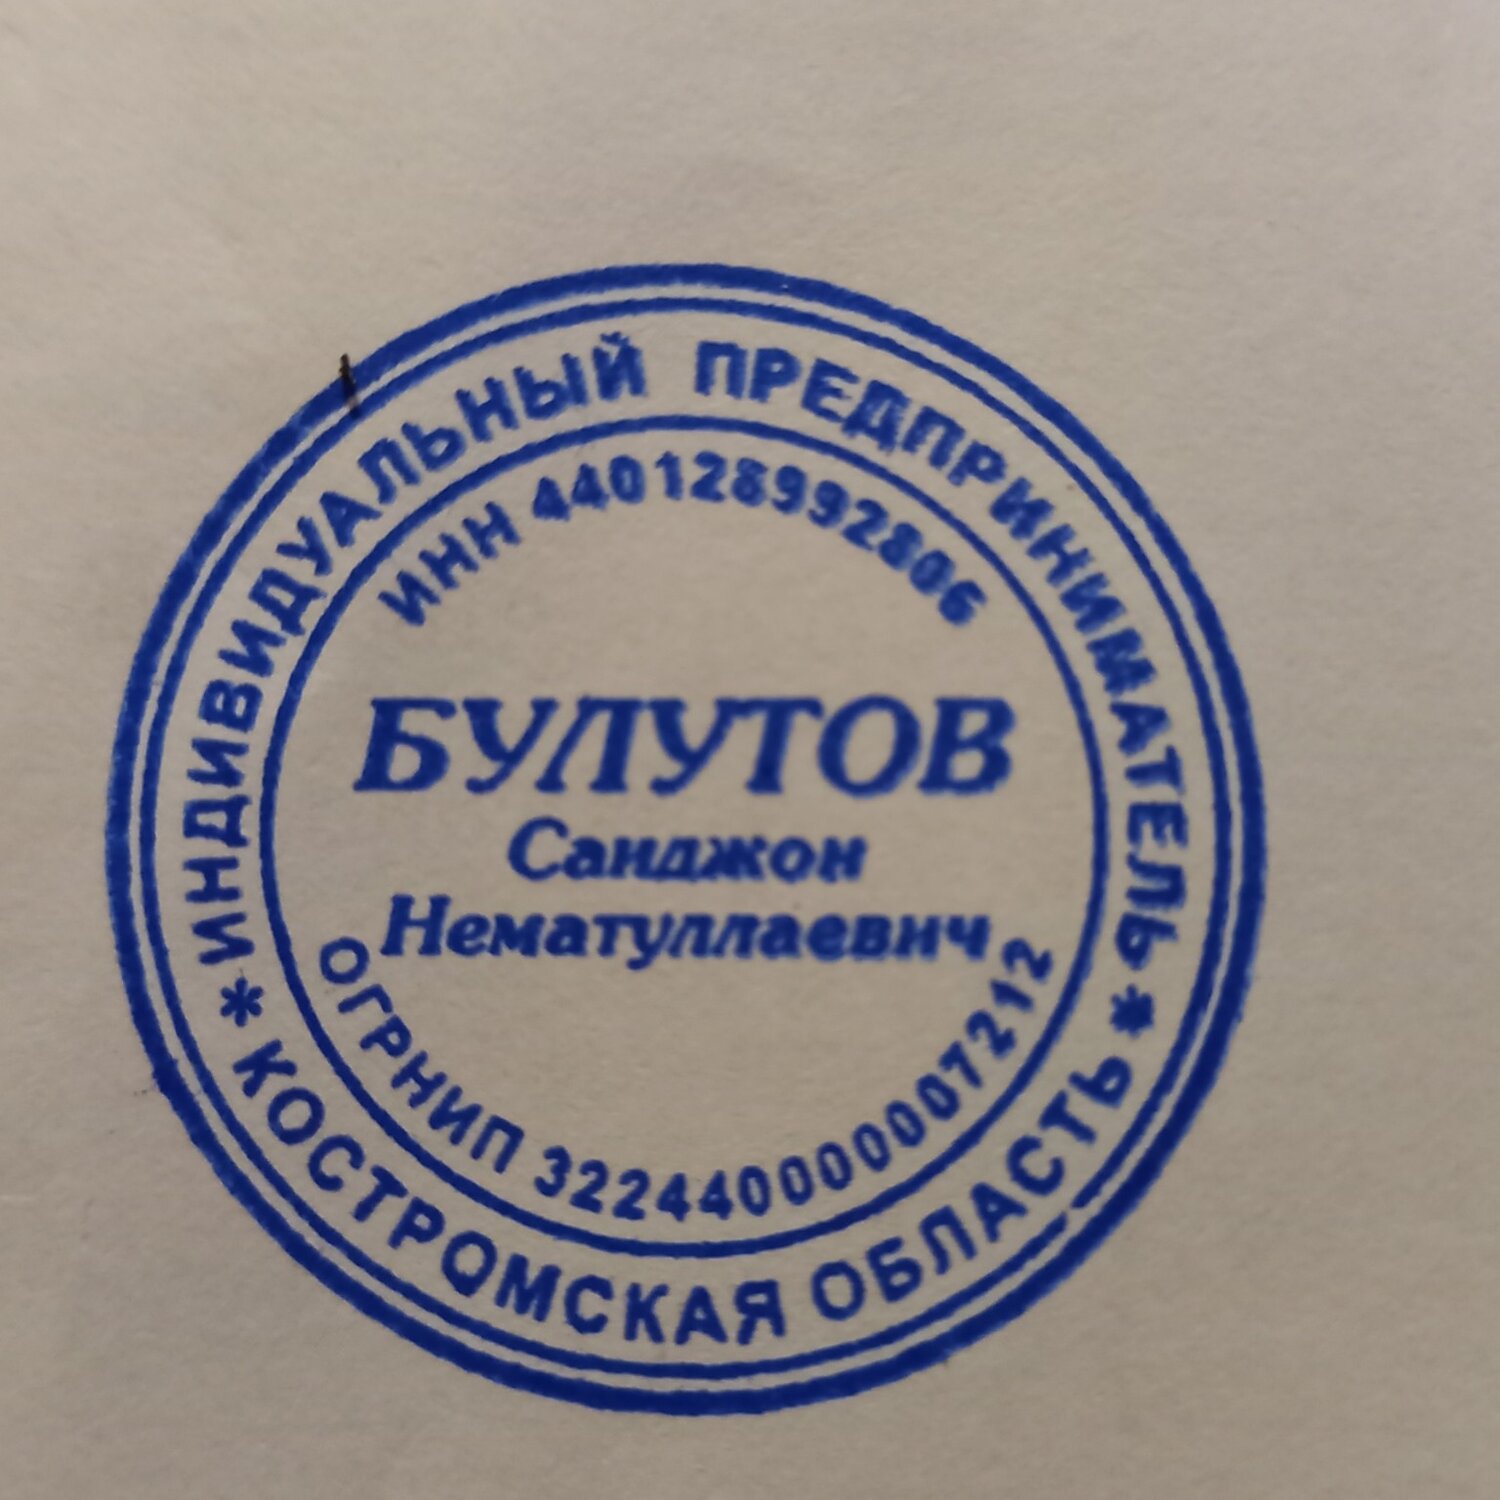 * ИНДИВИДУАЛЬНЫЙ ПРЕДПРИНИМАТЕЛЬ *
ИНН 440128992806
БУЛУТОВ
Санджон
Нематуллаевич
ОГРНИП 322440000007212
КОСТРОМСКАЯ ОБЛАСТЬ